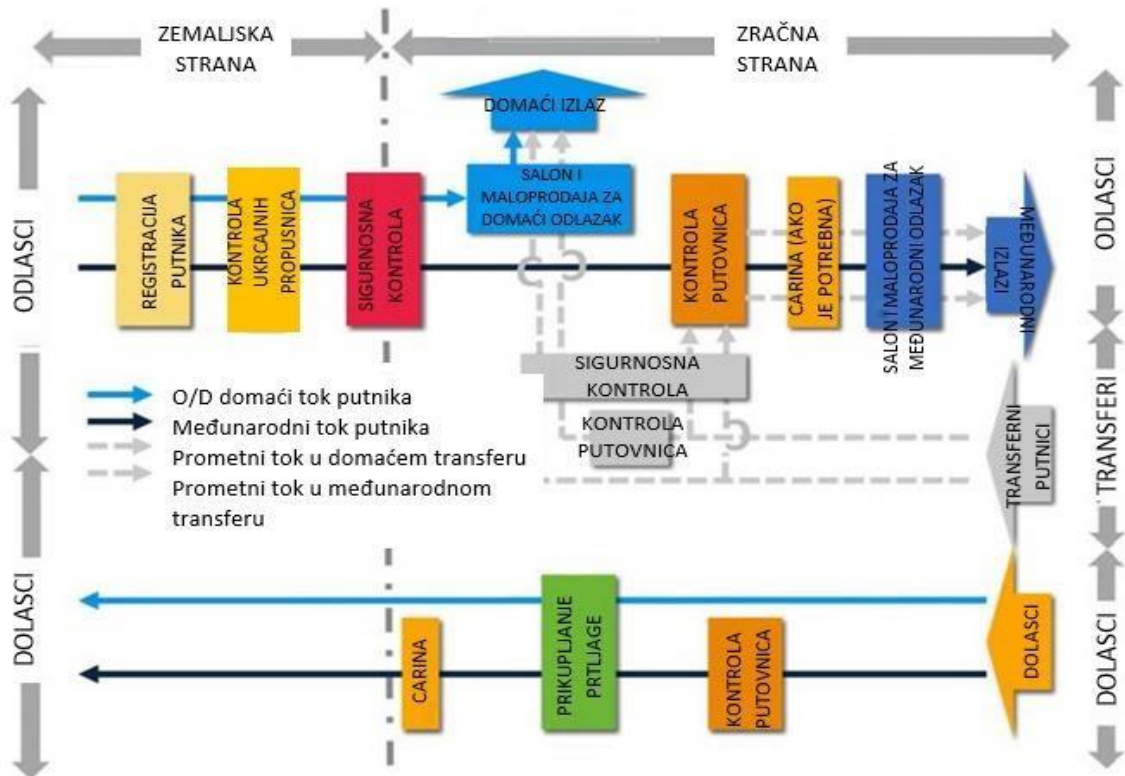 ZEMALJSKA
STRANA
ZRAČNA
STRANA
ODLASCI
ODLASCI
DOMAĆI IZLAZ
REGISTRACIJA
PUTNIKA
KONTROLA
UKRCAJNIH
PROPUSNICA
SIGURNOSNA
KONTROLA
SALON I
MALOPRODAJA ZA
DOMAĆI ODLAZAK
KONTROLA
PUTOVNICA
CARINA (AKO
JE POTREBNA)
SALON I MALOPRODAJA ZA
MEĐUNARODNI ODLAZAK
MEĐUNARODNI
IZLAZI
SIGURNOSNA
KONTROLA
KONTROLA
PUTOVNICA
O/D domaći tok putnika
Međunarodni tok putnika
Prometni tok u domaćem transferu
Prometni tok u međunarodnom
transferu
TRANSFERNI
PUTNICI
TRANSFERI
DOLASCI
CARINA
PRIKUPLJANJE
PRTLJAGE
KONTROLA
PUTOVNICA
DOLASCI
DOLASCI